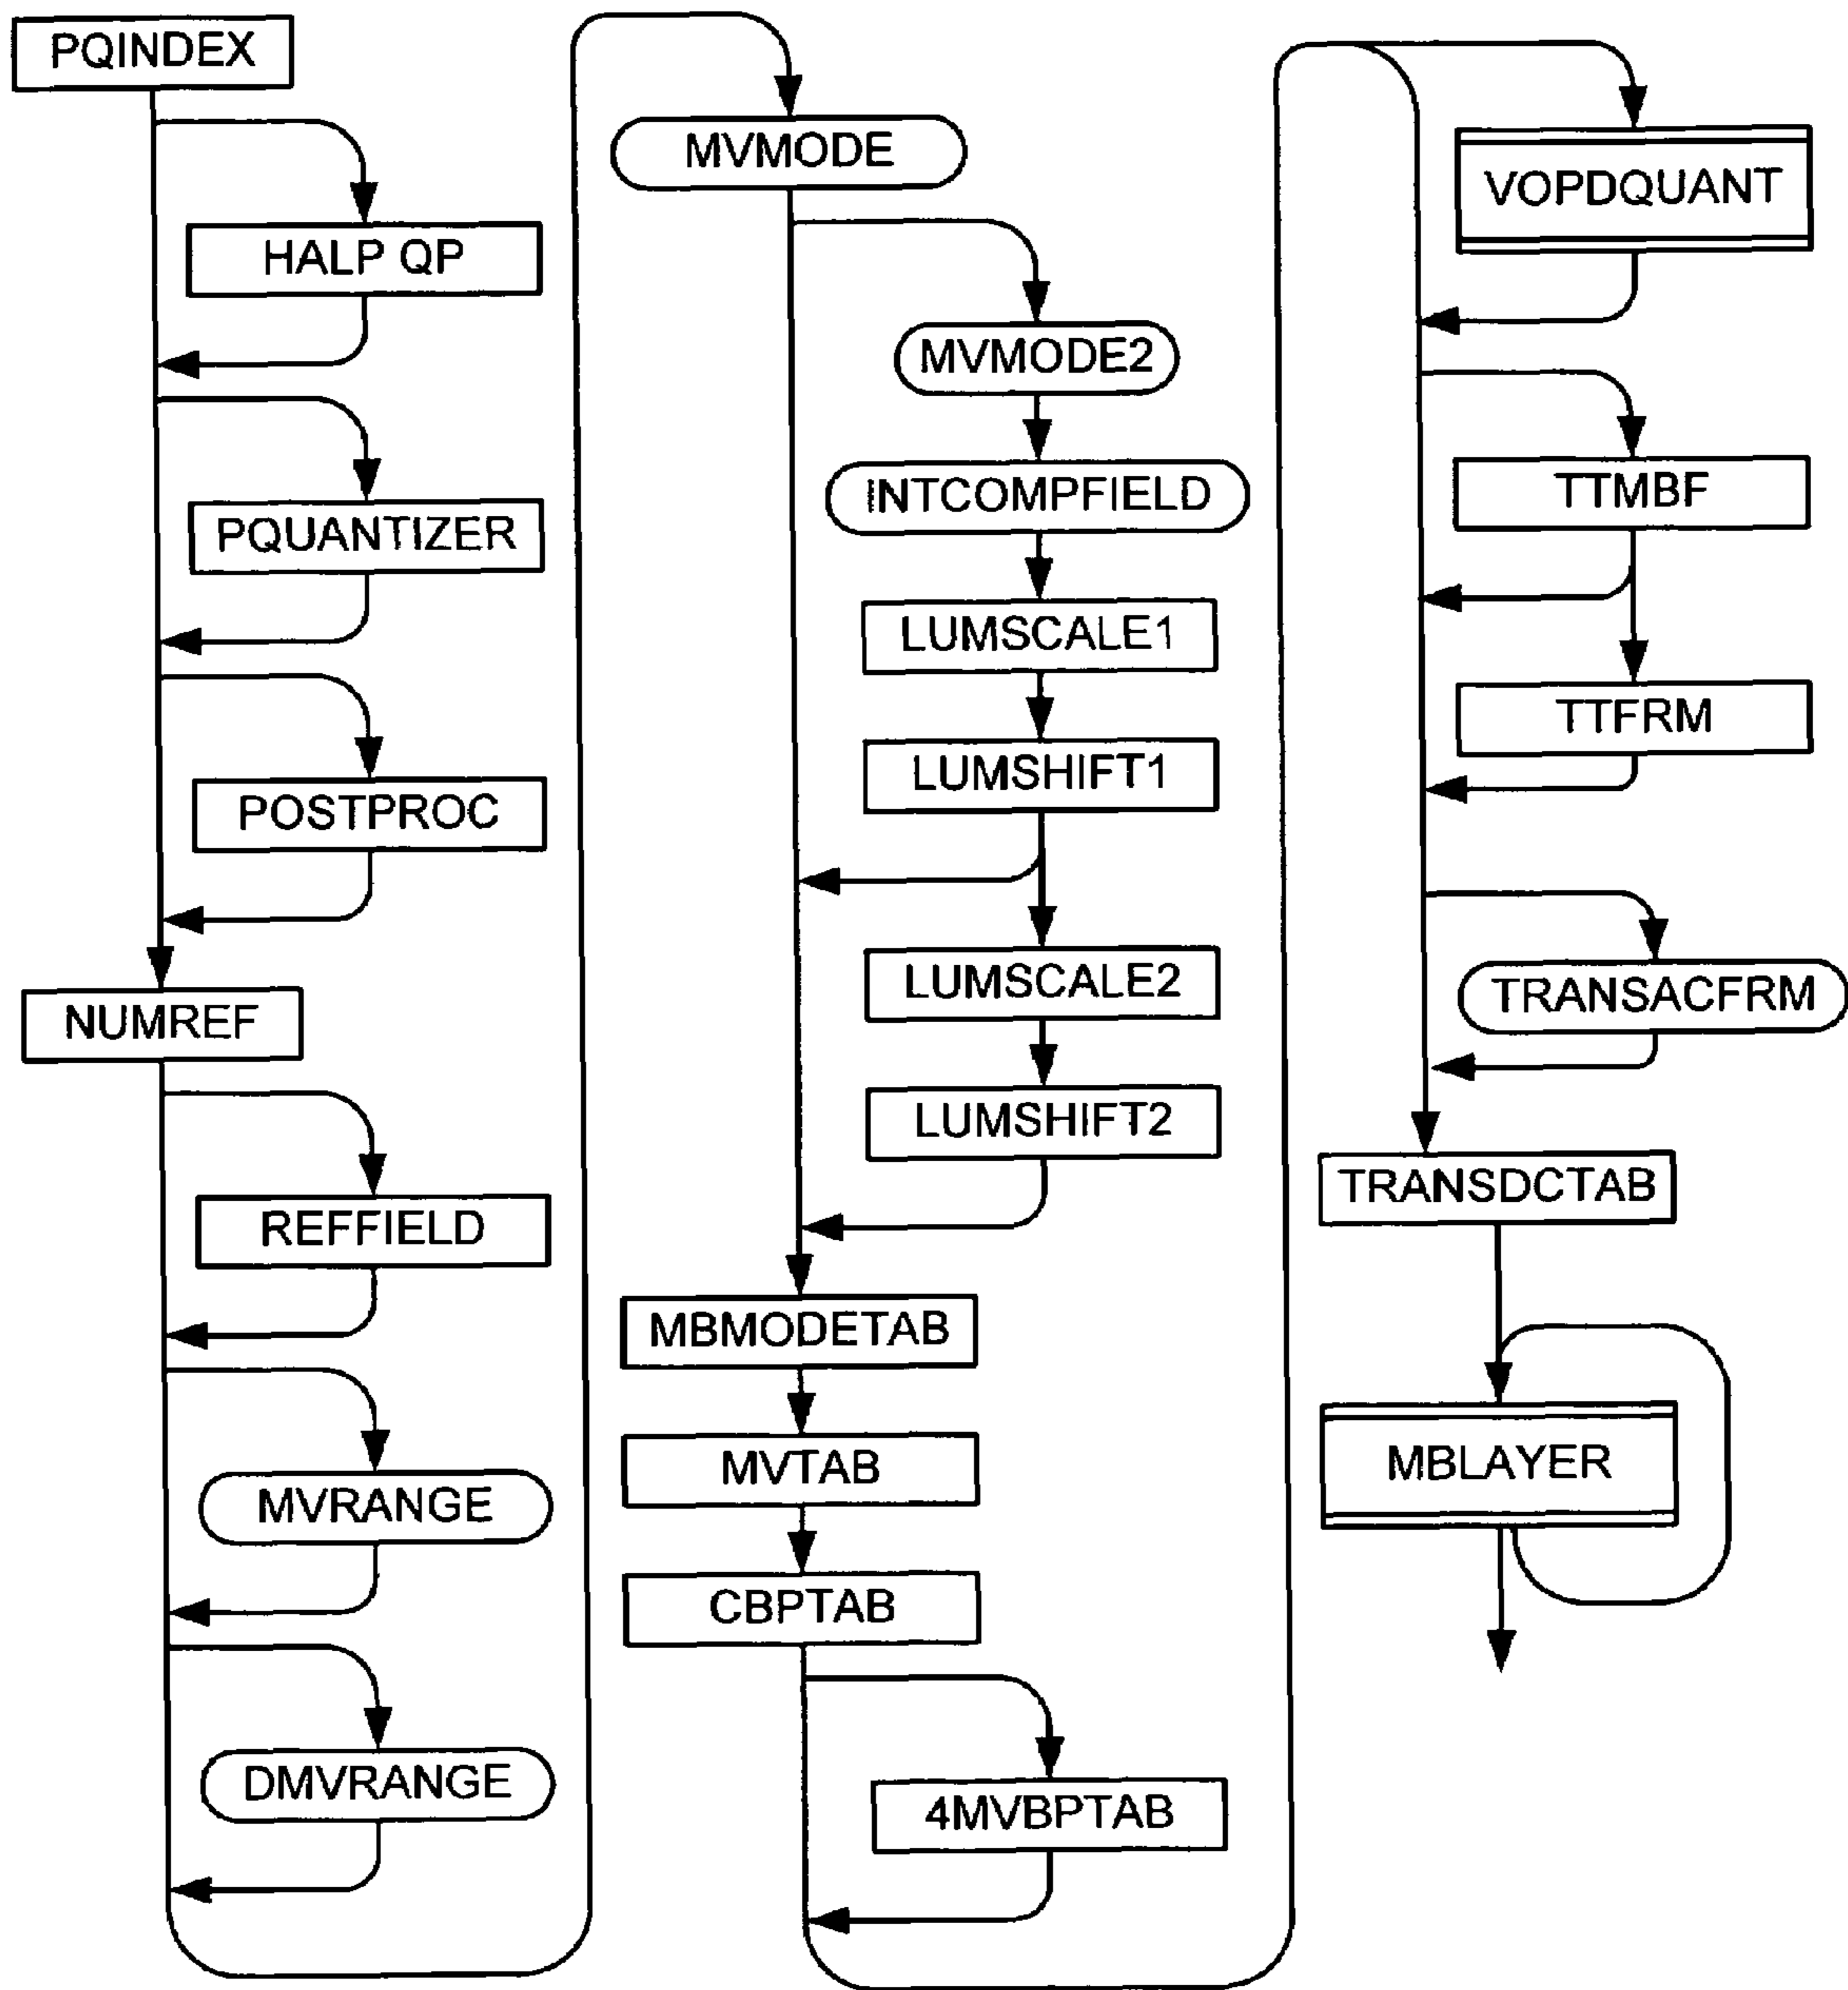 PQINDEX
HALP QP
PQUANTIZER
POSTPROC
NUMREF
REFFIELD
MVRANGE
DMVRANGE
MVMODE
MVMODE2
INTCOMPFIELD
LUMSCALE1
LUMSHIFT1
LUMSCALE2
LUMSHIFT2
MBMODETAB
MVTAB
CBPTAB
4MVBPTAB
VOPDQUANT
TTMBF
TTFRM
TRANSACFRM
TRANSDCTAB
MBLAYER